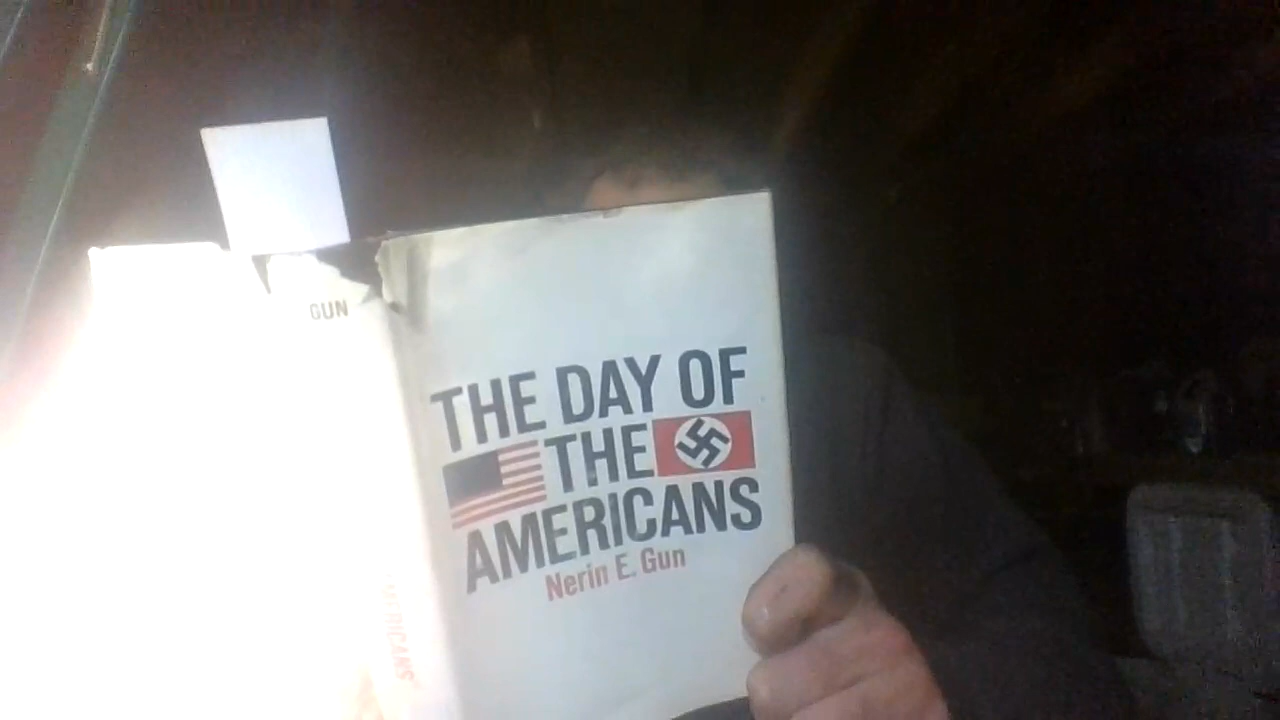 GUN
THE DAY OF
THE
AMERICANS
Nerin E. Gun
AMERICANS